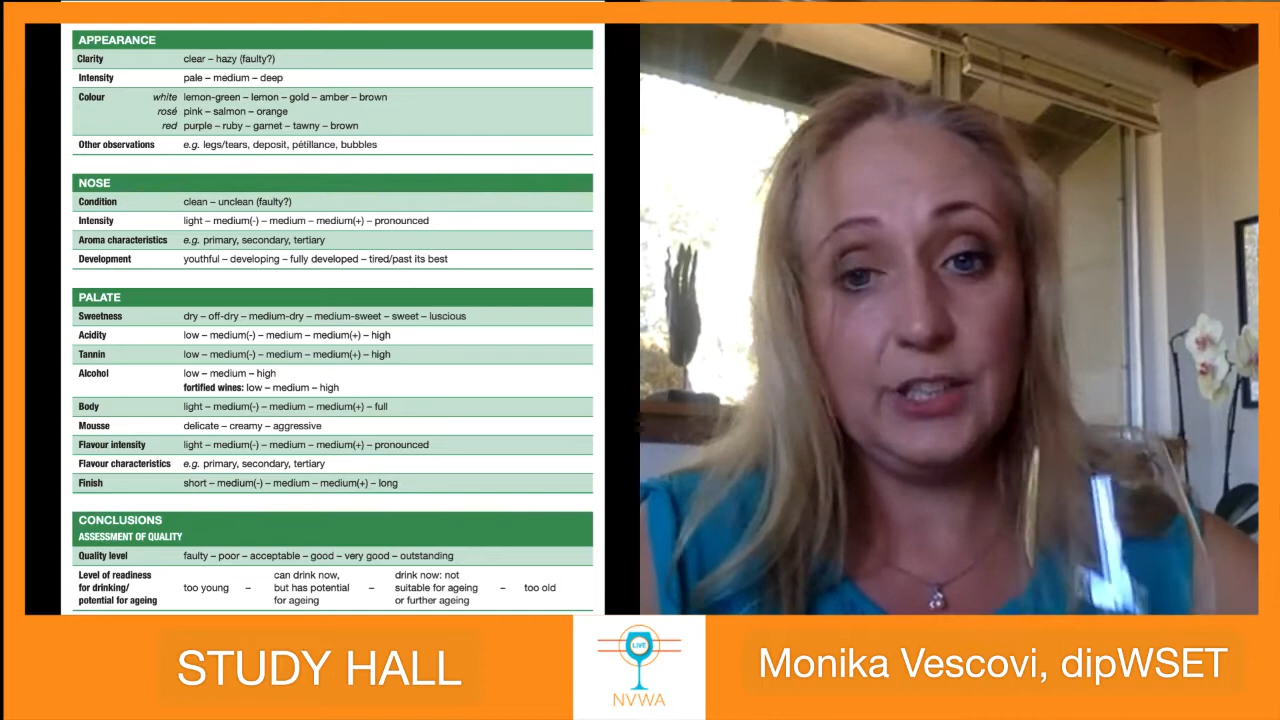 APPEARANCE
Clarity clear – hazy (faulty?)
Intensity pale – medium – deep
Colour white lemon-green – lemon – gold – amber – brown
rosé pink – salmon – orange
red purple – ruby – garnet – tawny – brown
Other observations e.g. legs/tears, deposit, pétillance, bubbles
NOSE
Condition clean – unclean (faulty?)
Intensity light – medium(-) – medium – medium(+) – pronounced
Aroma characteristics e.g. primary, secondary, tertiary
Development youthful – developing – fully developed – tired/past its best
PALATE
Sweetness dry – off-dry – medium-dry – medium-sweet – sweet – luscious
Acidity low – medium(-) – medium – medium(+) – high
Tannin low – medium(-) – medium – medium(+) – high
Alcohol low – medium – high
fortified wines: low – medium – high
Body light – medium(-) – medium – medium(+) – full
Mousse delicate – creamy – aggressive
Flavour intensity light – medium(-) – medium – medium(+) – pronounced
Flavour characteristics e.g. primary, secondary, tertiary
Finish short – medium(-) – medium – medium(+) – long
CONCLUSIONS
ASSESSMENT OF QUALITY
Quality level faulty – poor – acceptable – good – very good – outstanding
Level of readiness can drink now, drink now: not
for drinking/ too young – but has potential – suitable for ageing – too old
potential for ageing for ageing or further ageing
STUDY HALL
LIVE
NVWA
Monika Vescovi, dipWSET